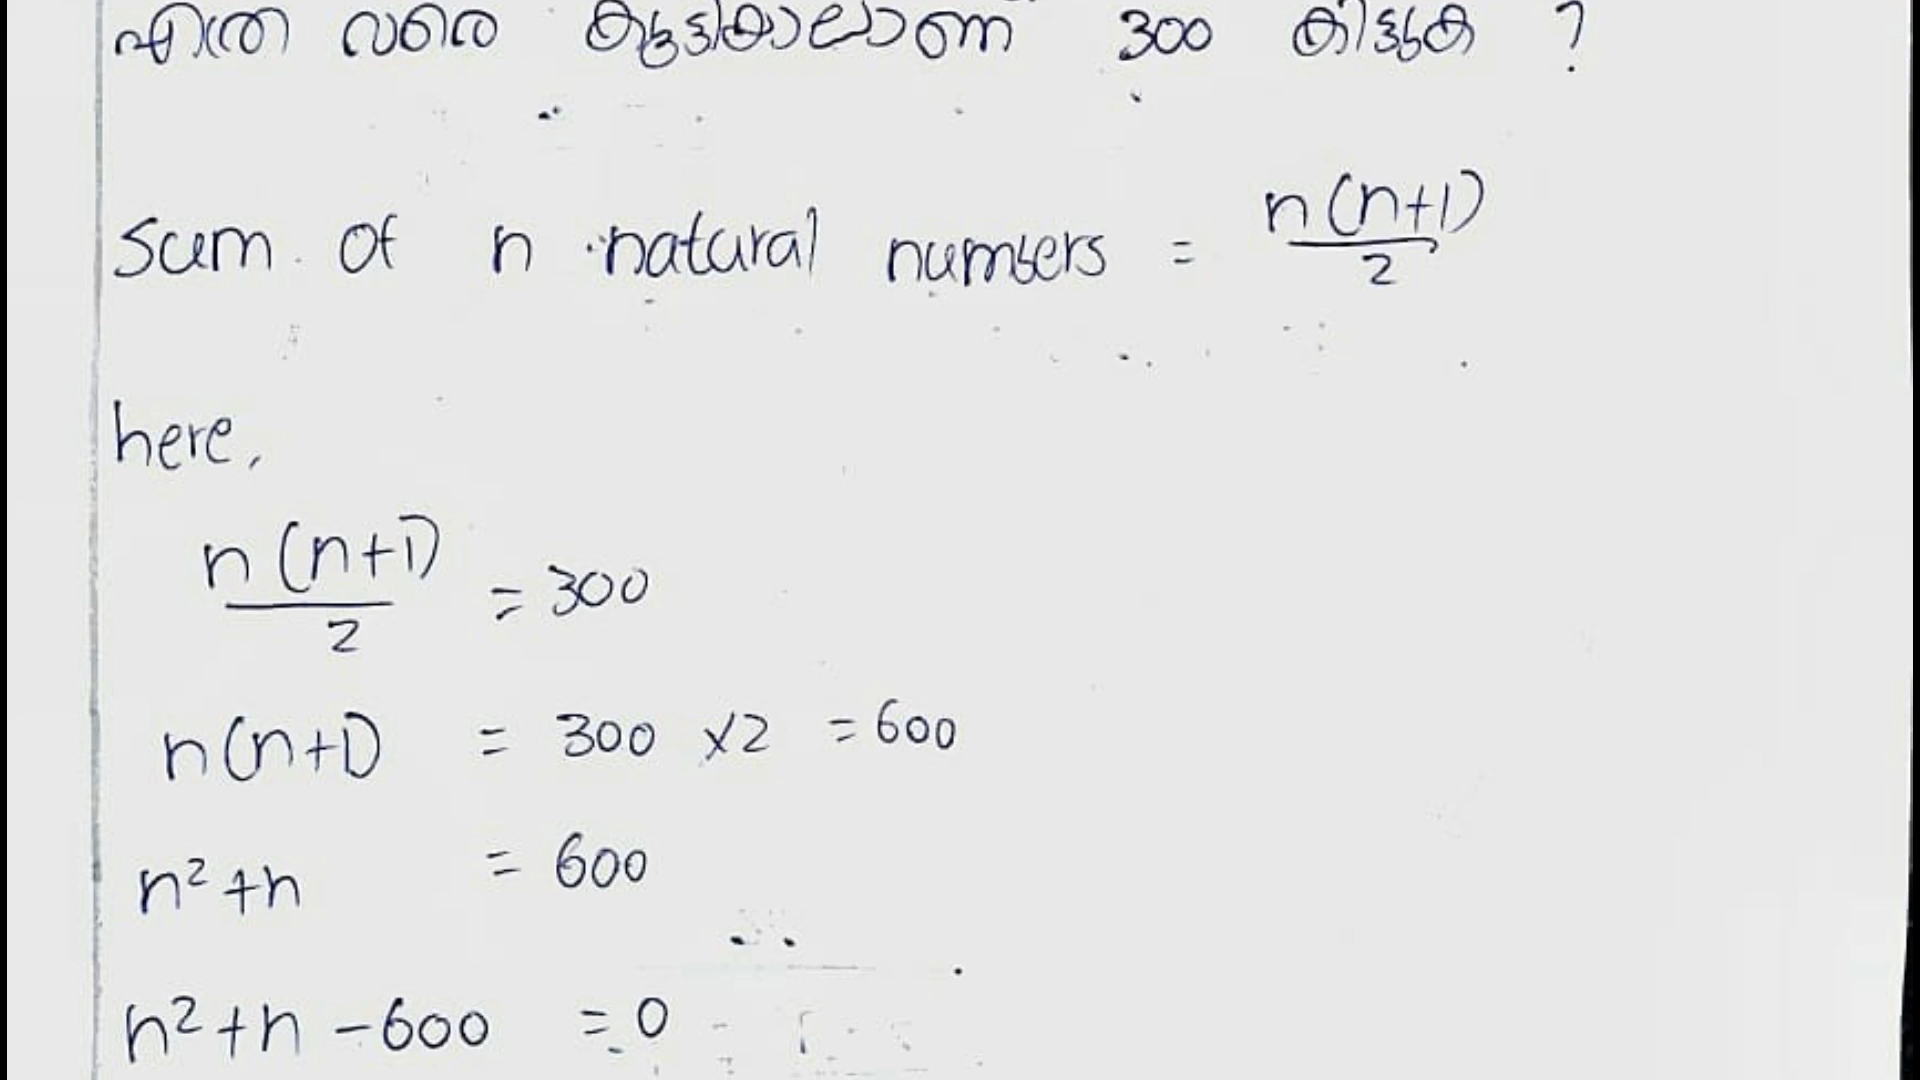 എത്ര വരെ കൂട്ടിയാലാണ് 300 കിട്ടുക ?
Sum of n natural numbers = n(n+1)/2
here,
n(n+1)/2 = 300
n(n+1) = 300 ×2 = 600
n²+n = 600
n²+n -600 = 0